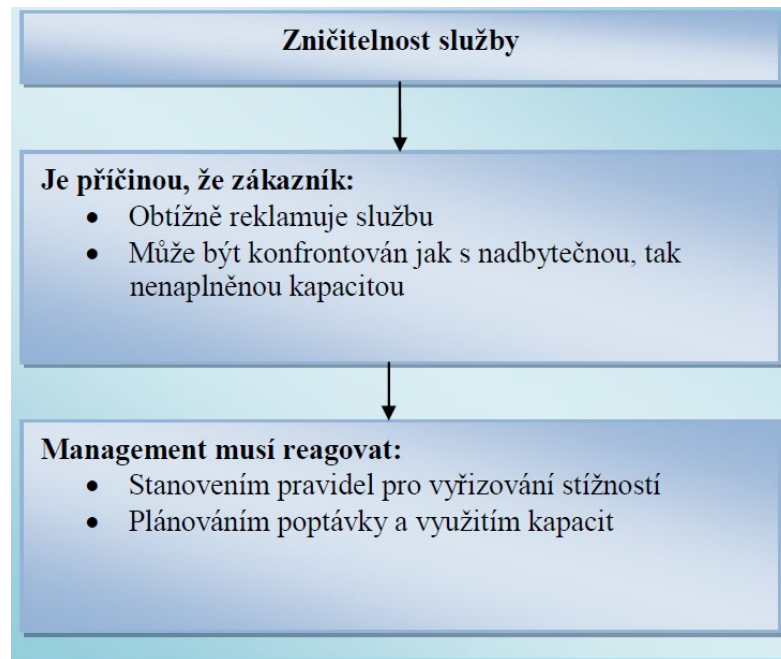 Zničitelnost služby
Je příčinou, že zákazník:
• Obtížně reklamuje službu
• Může být konfrontován jak s nadbytečnou, tak
nenaplněnou kapacitou
Management musí reagovat:
• Stanovením pravidel pro vyřizování stížností
• Plánováním poptávky a využitím kapacit